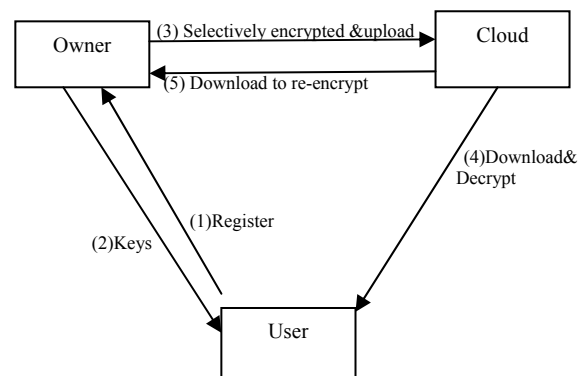 (3) Selectively encrypted &upload
Owner
Cloud
(5) Download to re-encrypt
(4)Download&
Decrypt
(1)Register
(2)Keys
User